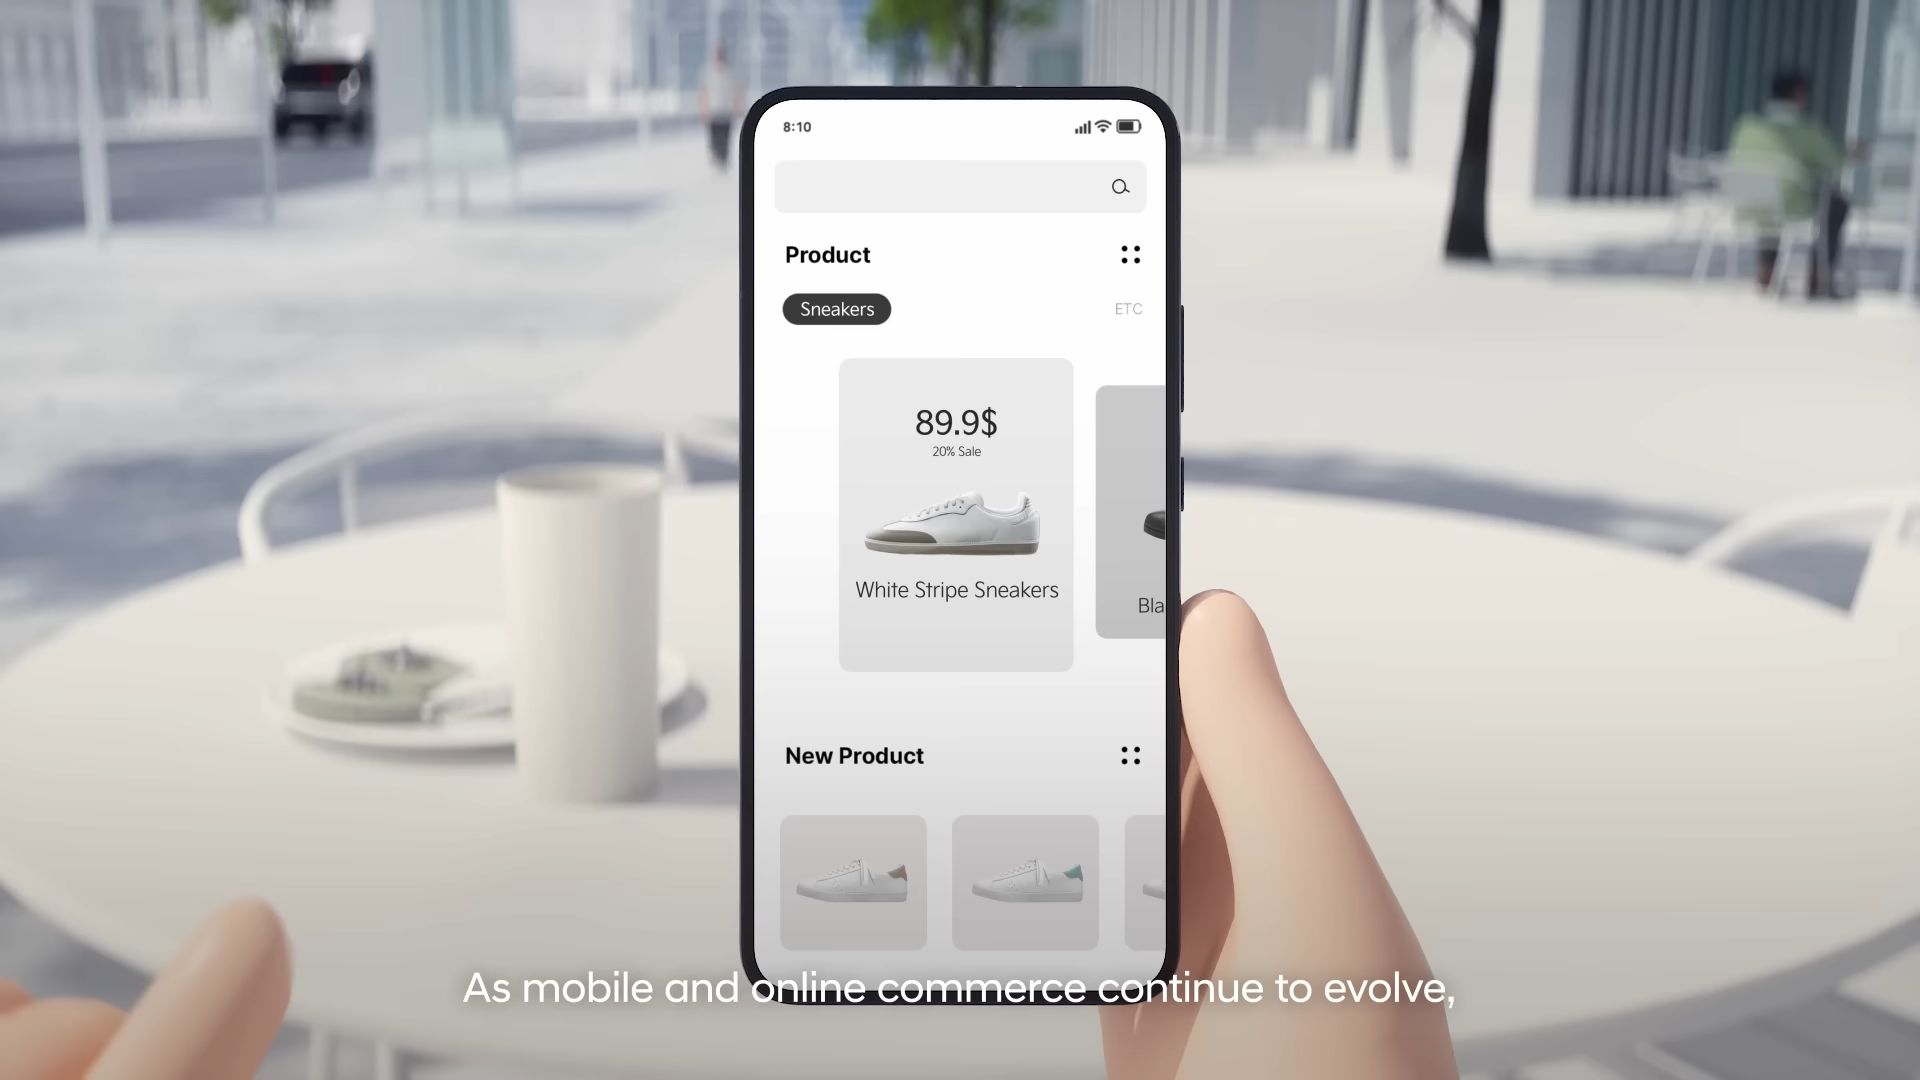 8:10
Product
Sneakers
ETC
89.9$
20% Sale
White Stripe Sneakers
Bla
New Product
As mobile and online commerce continue to evolve,